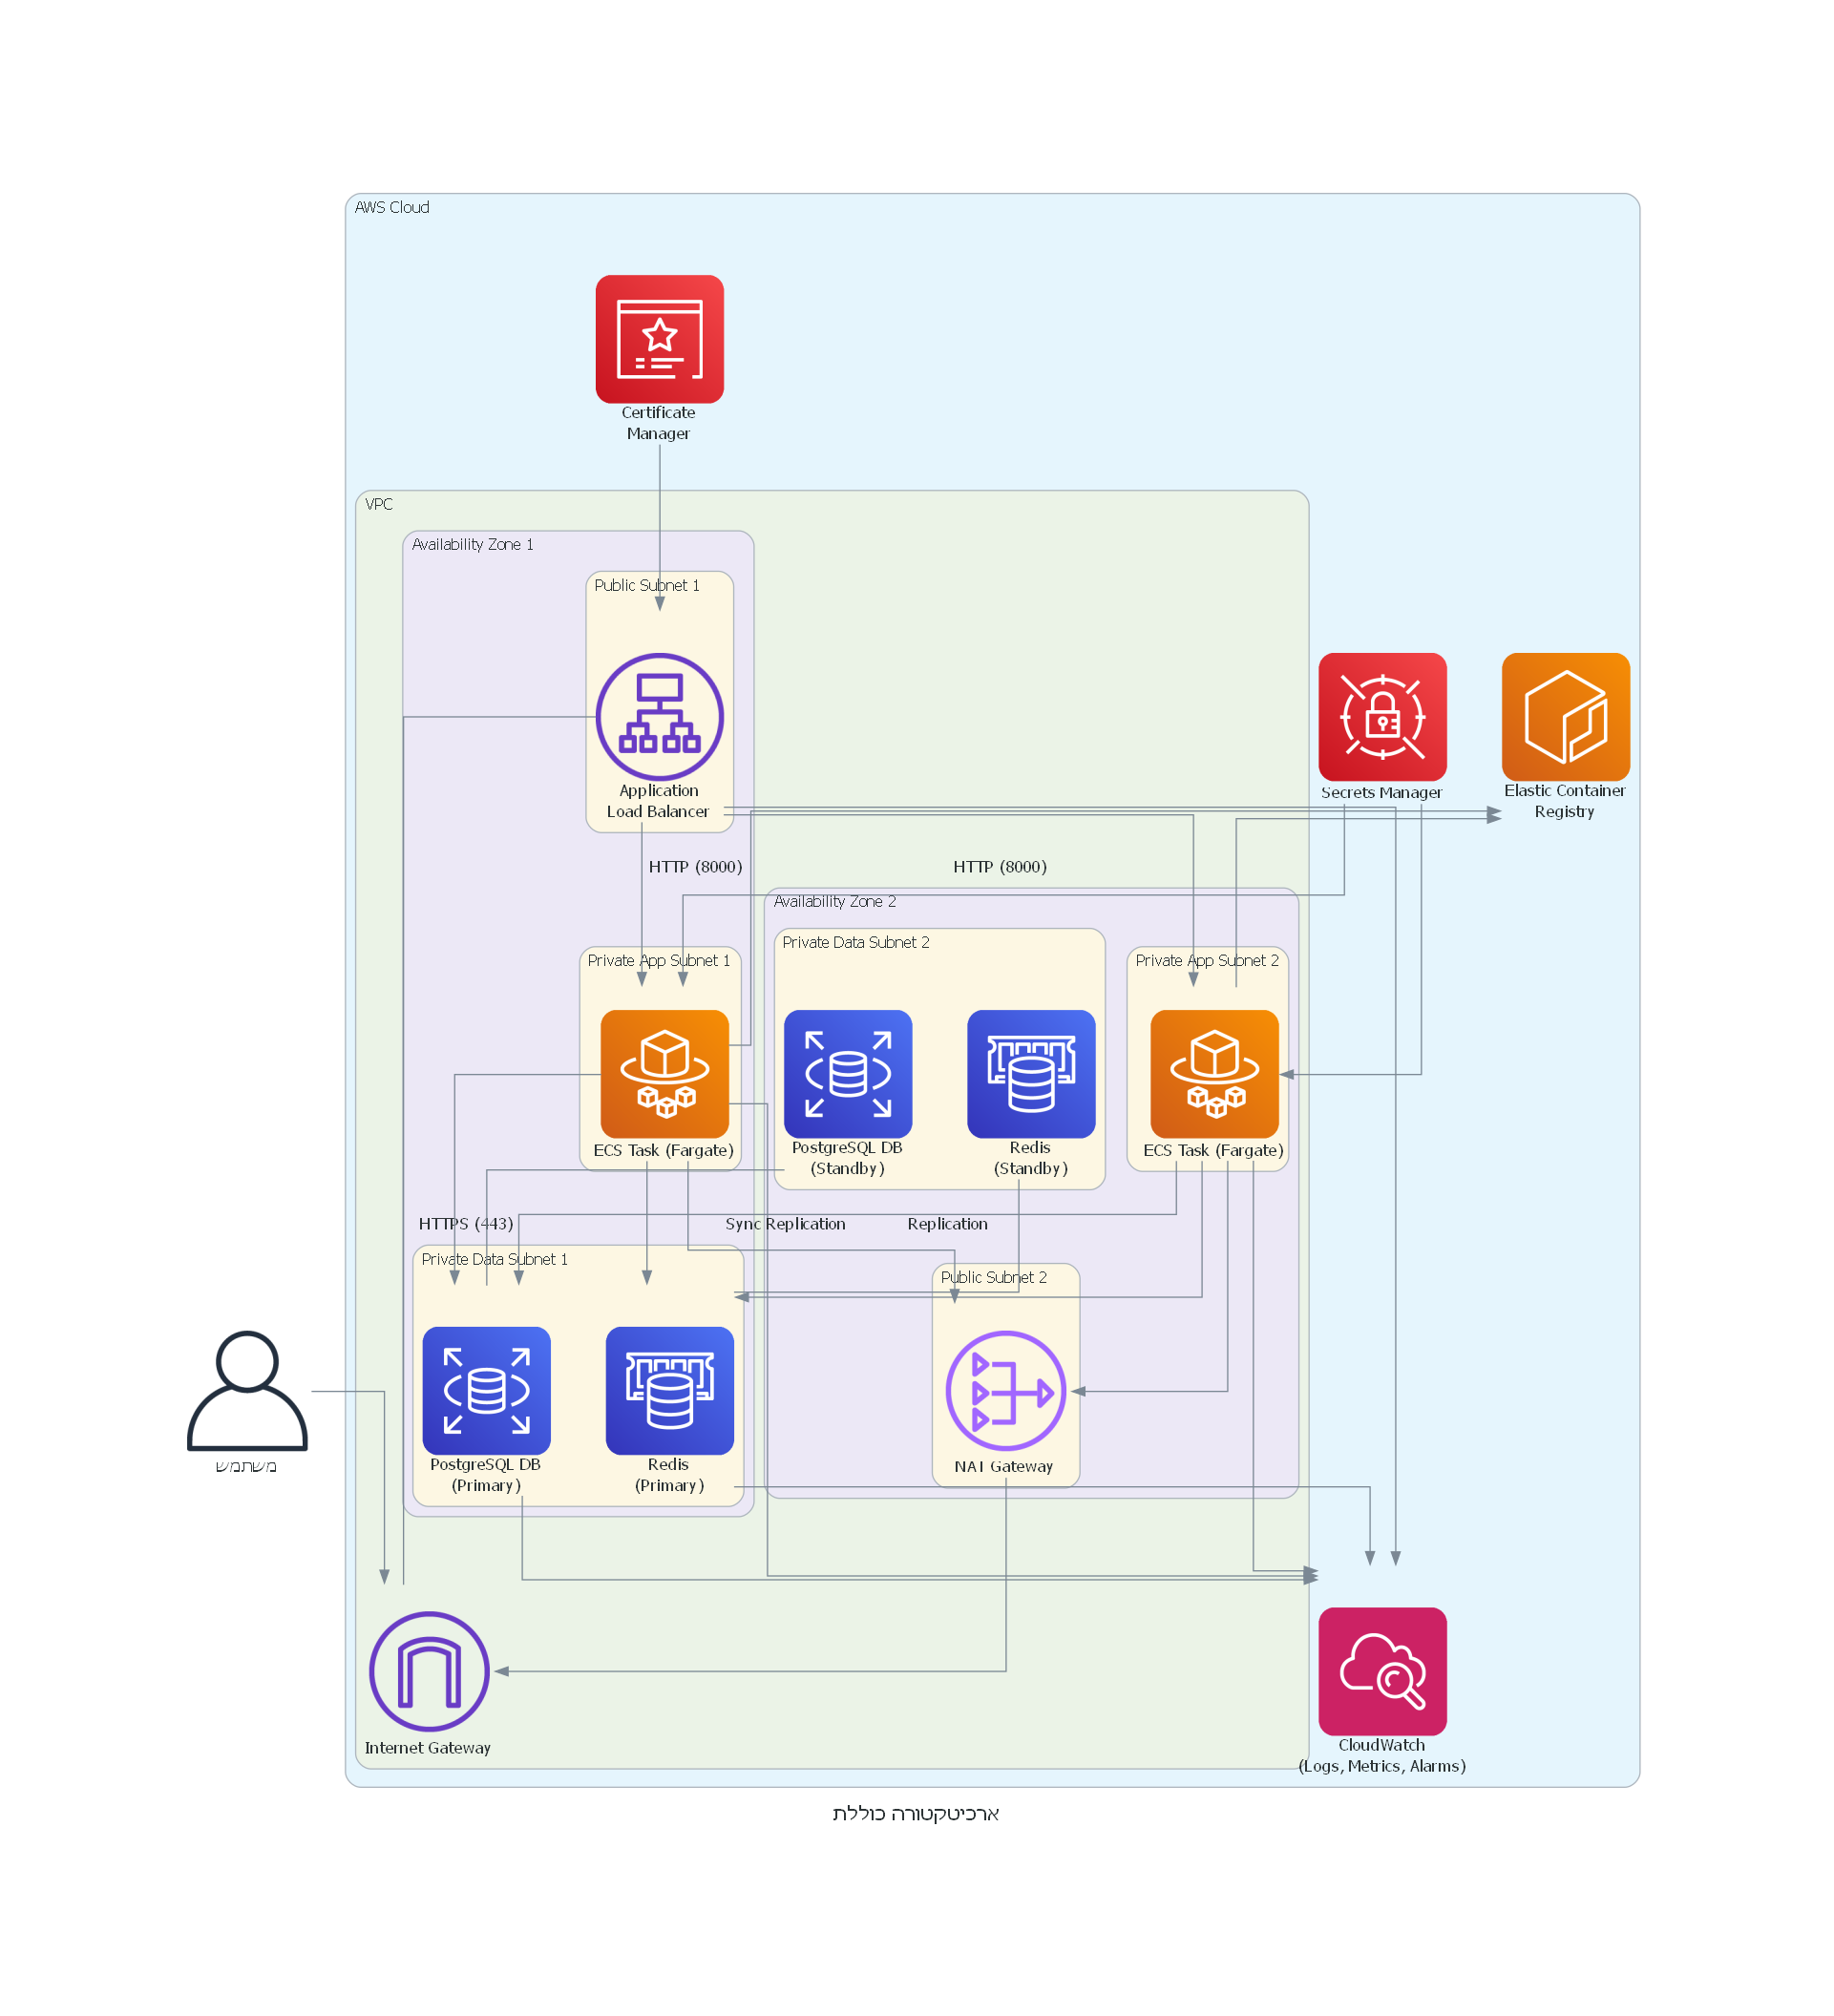 AWS Cloud
Certificate
Manager
VPC
Availability Zone 1
Public Subnet 1
Application
Load Balancer
Secrets Manager
Elastic Container
Registry
HTTP (8000)
HTTP (8000)
Availability Zone 2
Private Data Subnet 2
Private App Subnet 1
Private App Subnet 2
ECS Task (Fargate)
PostgreSQL DB
(Standby)
Redis
(Standby)
ECS Task (Fargate)
HTTPS (443)
Sync Replication
Replication
Private Data Subnet 1
Public Subnet 2
PostgreSQL DB
(Primary)
Redis
(Primary)
NAT Gateway
משתמש
Internet Gateway
CloudWatch
(Logs, Metrics, Alarms)
ארכיטקטורה כוללת